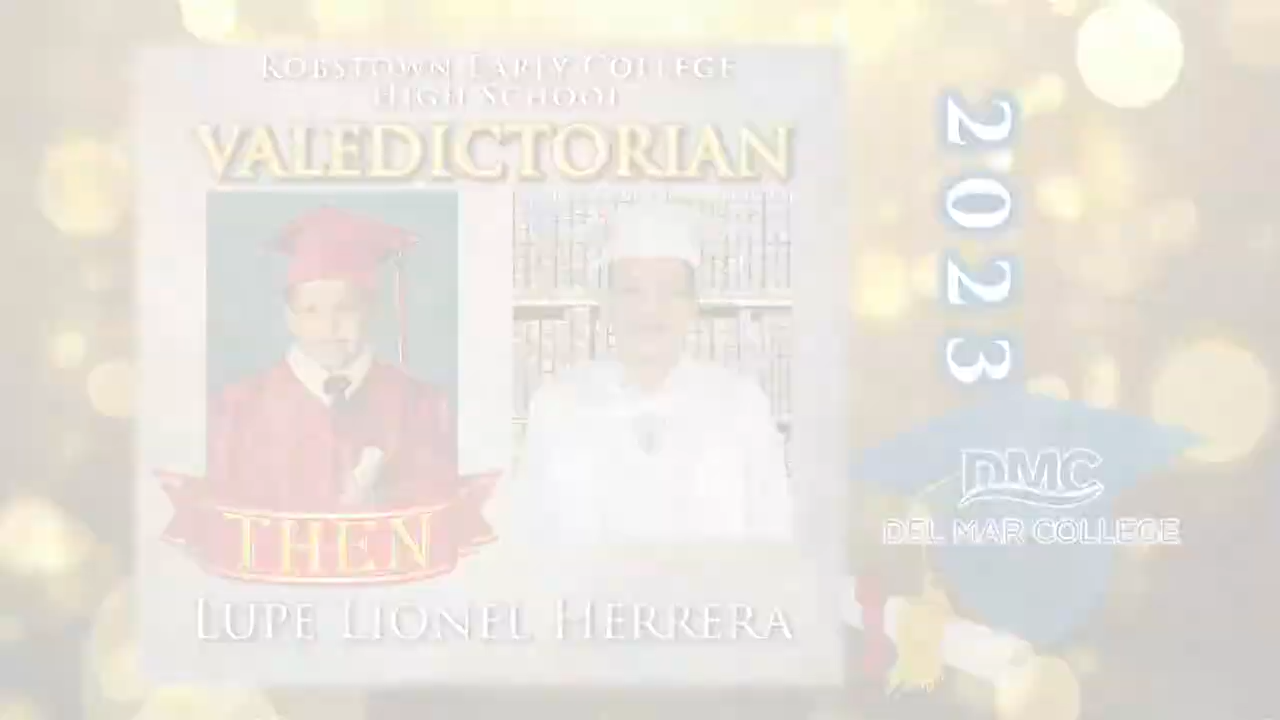 ROBSTOWN EARLY COLLEGE
HIGH SCHOOL
VALEDICTORIAN
THEN
LUPE LIONEL HERRERA
2023
DMC
DEL MAR COLLEGE